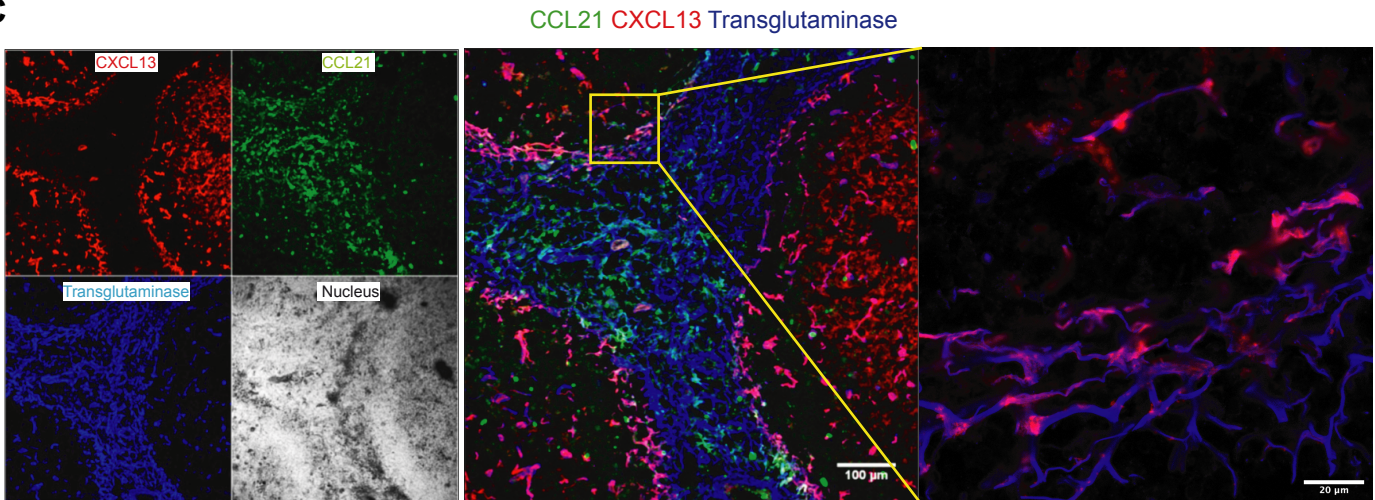 c
CCL21 CXCL13 Transglutaminase
CXCL13
CCL21
Transglutaminase
Nucleus
100 μm
20 μm